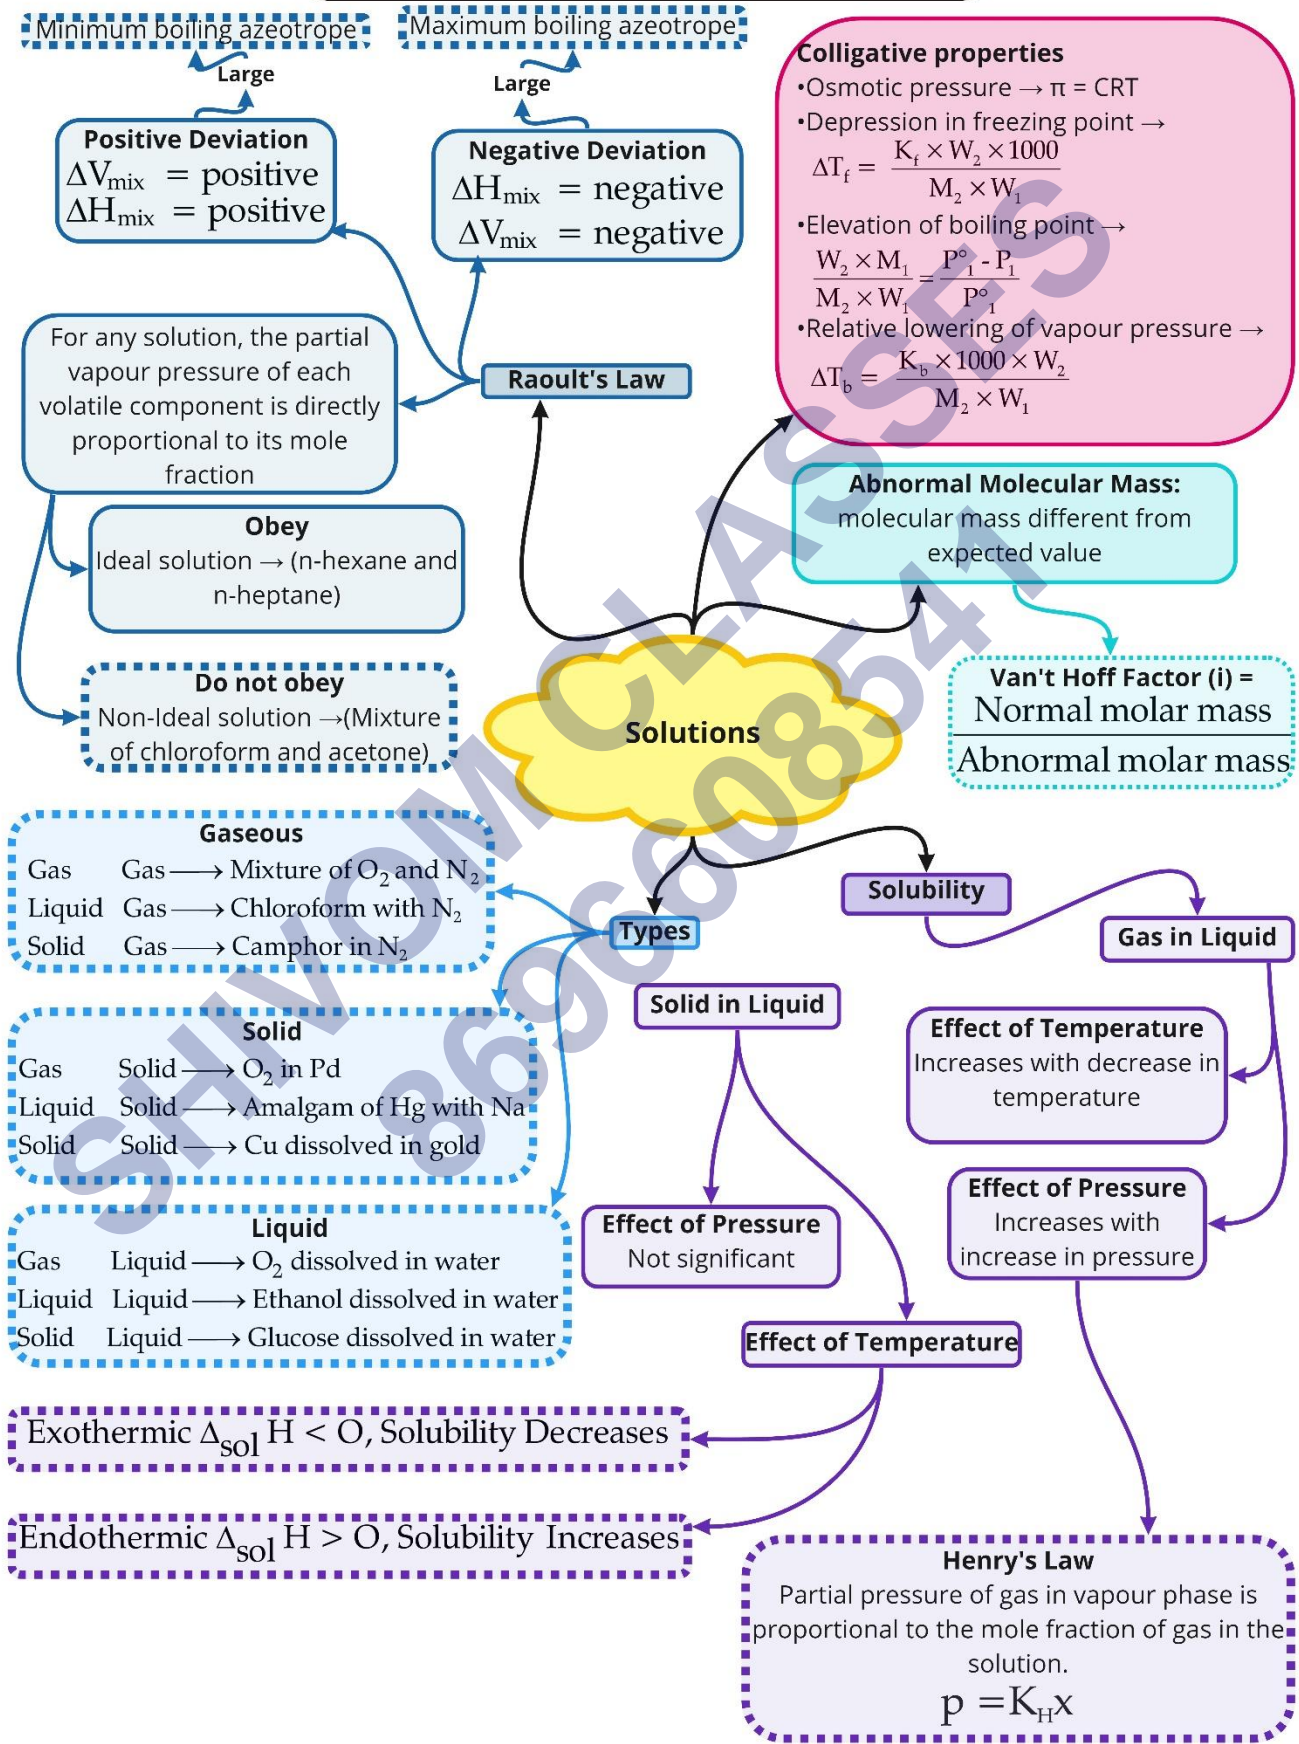 Minimum boiling azeotrope
Large
Positive Deviation
ΔVmix = positive
ΔHmix = positive
Maximum boiling azeotrope
Large
Negative Deviation
ΔHmix = negative
ΔVmix = negative
Colligative properties
•Osmotic pressure → π = CRT
•Depression in freezing point →
ΔTf = (Kf × W2 × 1000) / (M2 × W1)
•Elevation of boiling point →
(W2 × M1) / (M2 × W1) = (P°1 - P1) / P°1
•Relative lowering of vapour pressure →
ΔTb = (Kb × 1000 × W2) / (M2 × W1)
For any solution, the partial
vapour pressure of each
volatile component is directly
proportional to its mole
fraction
Raoult's Law
Obey
Ideal solution → (n-hexane and
n-heptane)
Do not obey
Non-Ideal solution →(Mixture
of chloroform and acetone)
Abnormal Molecular Mass:
molecular mass different from
expected value
Van't Hoff Factor (i) =
Normal molar mass
Abnormal molar mass
Solutions
Gaseous
Gas Gas ⟶ Mixture of O2 and N2
Liquid Gas ⟶ Chloroform with N2
Solid Gas ⟶ Camphor in N2
Types
Solid
Gas Solid ⟶ O2 in Pd
Liquid Solid ⟶ Amalgam of Hg with Na
Solid Solid ⟶ Cu dissolved in gold
Liquid
Gas Liquid ⟶ O2 dissolved in water
Liquid Liquid ⟶ Ethanol dissolved in water
Solid Liquid ⟶ Glucose dissolved in water
Solubility
Gas in Liquid
Solid in Liquid
Effect of Temperature
Increases with decrease in
temperature
Effect of Pressure
Increases with
increase in pressure
Effect of Pressure
Not significant
Effect of Temperature
Exothermic Δsol H < O, Solubility Decreases
Endothermic Δsol H > O, Solubility Increases
Henry's Law
Partial pressure of gas in vapour phase is
proportional to the mole fraction of gas in the
solution.
p = KHx
SHIVOM CLASSES
8696608541